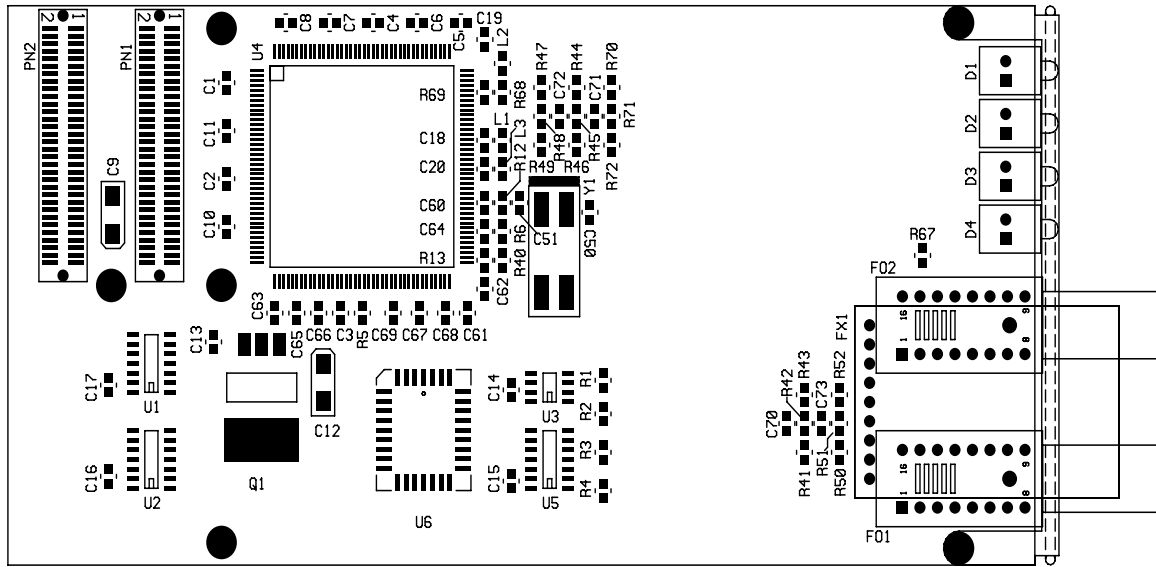 2
1
2
1
PN2
PN1
U4
C8
C7
C4
C6
C5
C19
L2
R47
R44
R70
C1
R69
R68
C72
C71
R71
D1
C11
C18
L1
L3
R48
R45
R72
D2
C9
C2
C20
R12
R49
R46
D3
C10
C60
Y1
C64
R6
C51
C50
D4
R13
R40
C62
R67
FO2
C63
C65
C66
C3
R5
C69
C67
C68
C61
C13
FX1
16
9
1
8
C17
U1
C12
C14
U3
R1
R2
R42
R43
C73
R52
C70
R41
R51
R50
C16
U2
Q1
U6
C15
U5
R3
R4
16
9
1
8
FO1